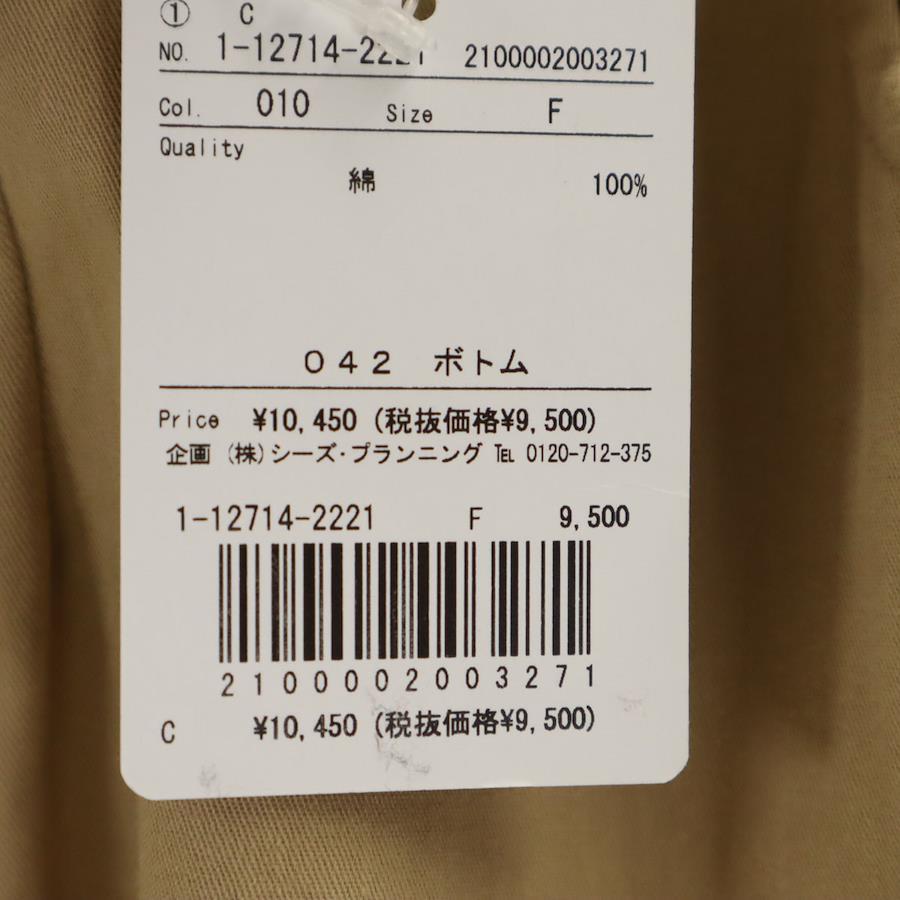 ① C
NO. 1-12714-2221 2100002003271
Col. 010 Size F
Quality
綿 100%
042 ボトム
Price ¥10,450 (税抜価格¥9,500)
企画 (株)シーズ・プランニング ℡ 0120-712-375
1-12714-2221 F 9,500
2100002003271
C ¥10,450 (税抜価格¥9,500)